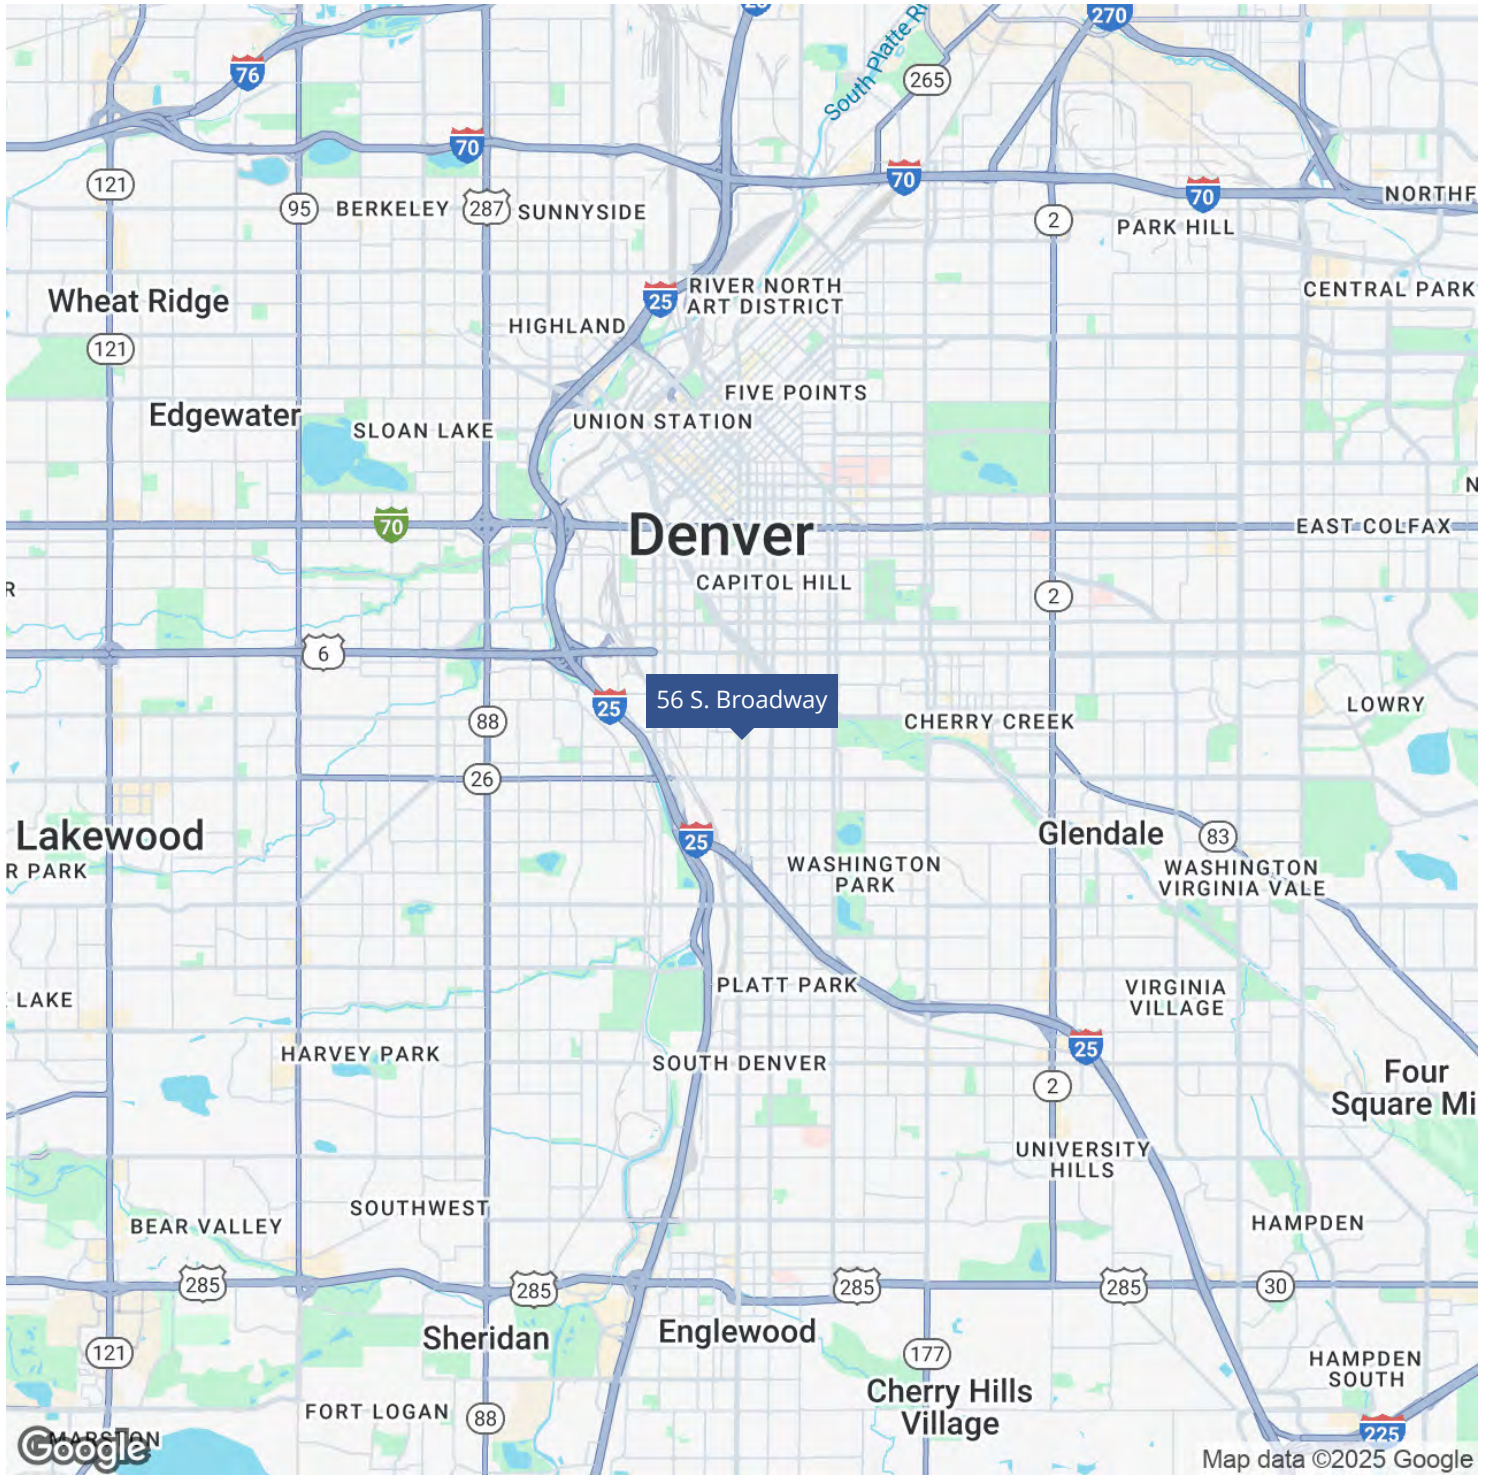 270
76
265
South Platte Ri
70
70
70
121
95
BERKELEY
287
SUNNYSIDE
2
PARK HILL
NORTHF
25
RIVER NORTH
ART DISTRICT
CENTRAL PARK
Wheat Ridge
HIGHLAND
121
Edgewater
SLOAN LAKE
FIVE POINTS
UNION STATION
N
70
Denver
EAST COLFAX
CAPITOL HILL
R
2
6
56 S. Broadway
25
88
CHERRY CREEK
LOWRY
26
Lakewood
25
Glendale
83
R PARK
WASHINGTON
PARK
WASHINGTON
VIRGINIA VALE
LAKE
PLATT PARK
VIRGINIA
VILLAGE
HARVEY PARK
SOUTH DENVER
25
2
Four
Square Mi
UNIVERSITY
HILLS
SOUTHWEST
BEAR VALLEY
HAMPDEN
285
285
285
285
30
Sheridan
Englewood
121
177
HAMPDEN
SOUTH
Cherry Hills
Village
FORT LOGAN
88
225
Google
Map data ©2025 Google